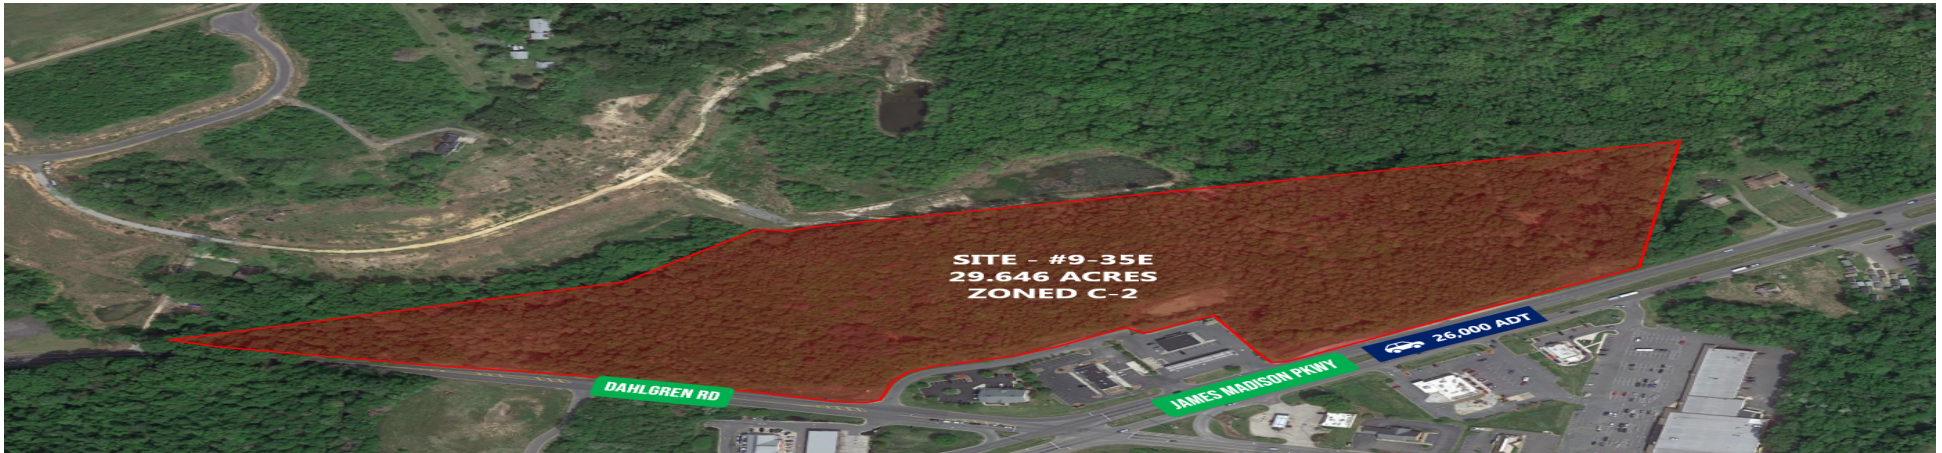 SITE - #9-35E
29.646 ACRES
ZONED C-2
26,000 ADT
JAMES MADISON PKWY
DAHLGREN RD